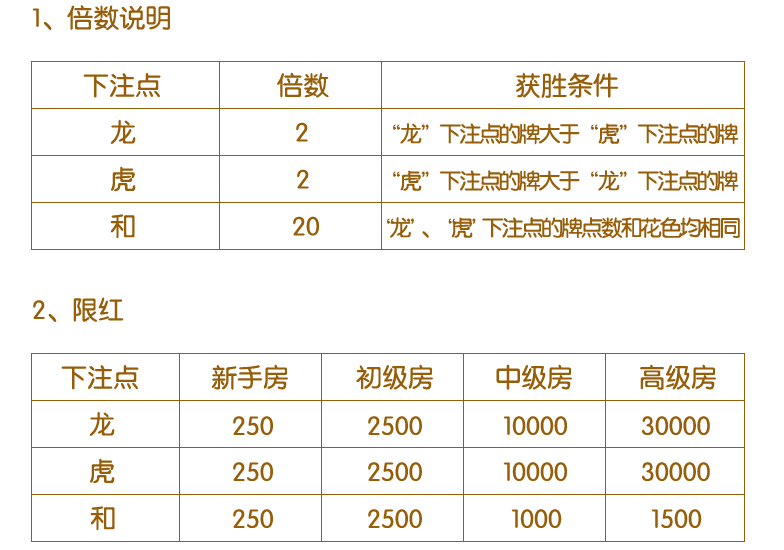 1、倍数说明
下注点 倍数 获胜条件
龙 2 “龙”下注点的牌大于“虎”下注点的牌
虎 2 “虎”下注点的牌大于“龙”下注点的牌
和 20 “龙”、“虎”下注点的牌点数和花色均相同
2、限红
下注点 新手房 初级房 中级房 高级房
龙 250 2500 10000 30000
虎 250 2500 10000 30000
和 250 2500 1000 1500